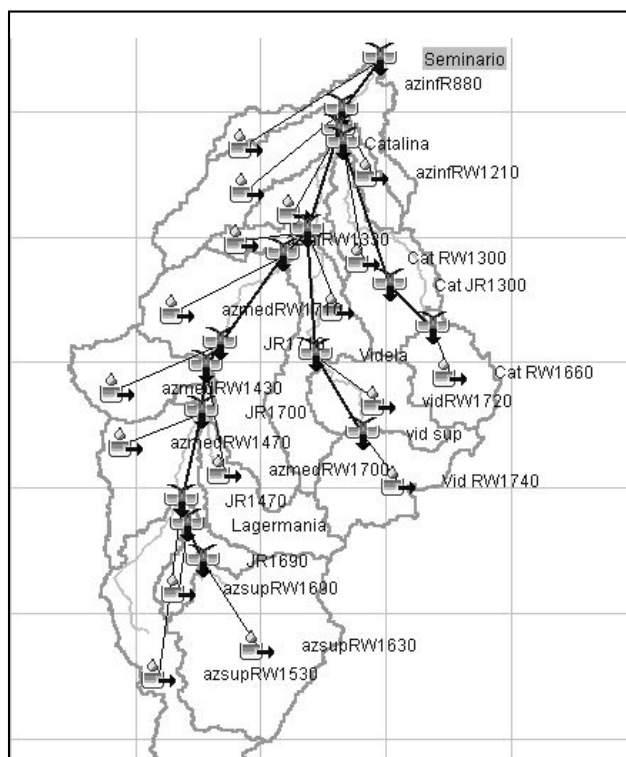 Seminario
azinfR880
Catalina
azinfRW1210
Cat RW1300
Cat JR1300
azmedRW1710
JR1710
Videla
Cat RW1660
azmedRW1430
vidRW1720
JR1700
vid sup
azmedRW1470
azmedRW1700
Vid RW1740
JR1470
Lagermania
JR1690
azsupRW1690
azsupRW1630
azsupRW1530